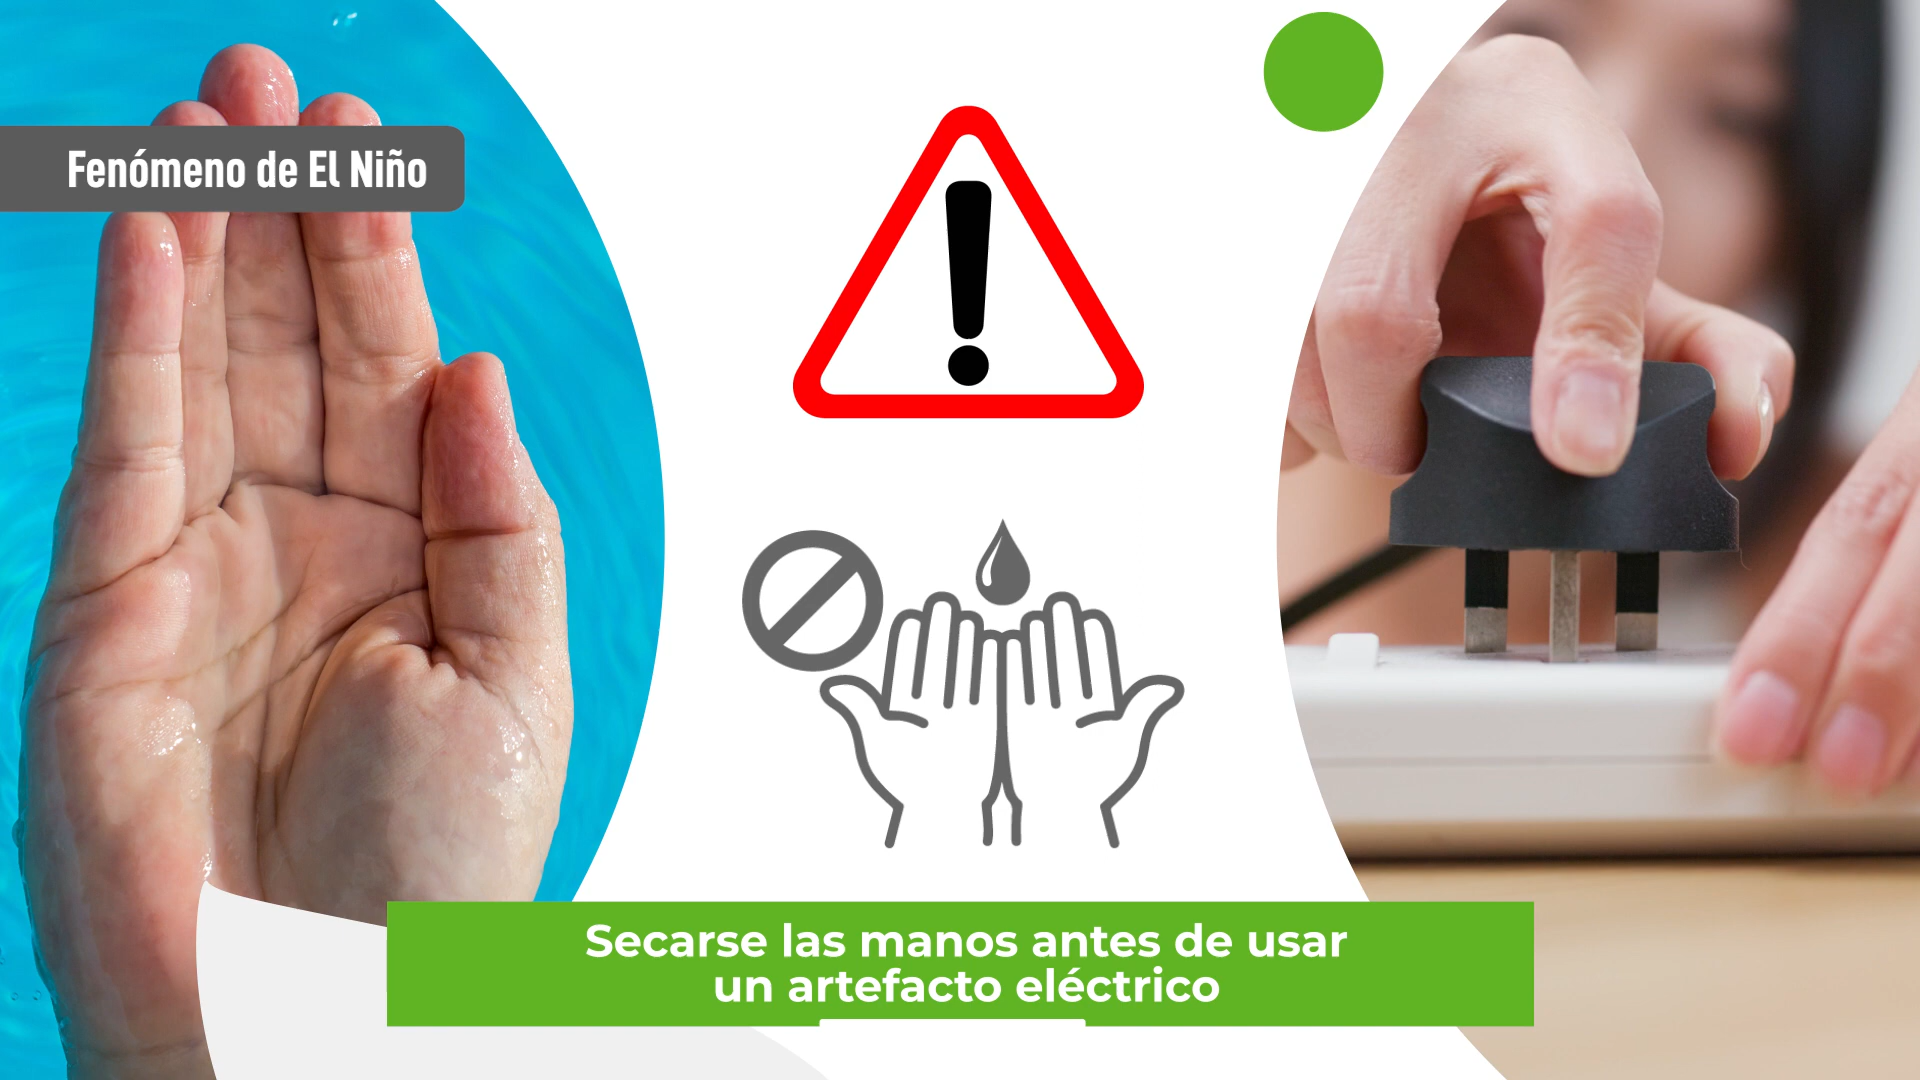 Fenómeno de El Niño
Secarse las manos antes de usar
un artefacto eléctrico